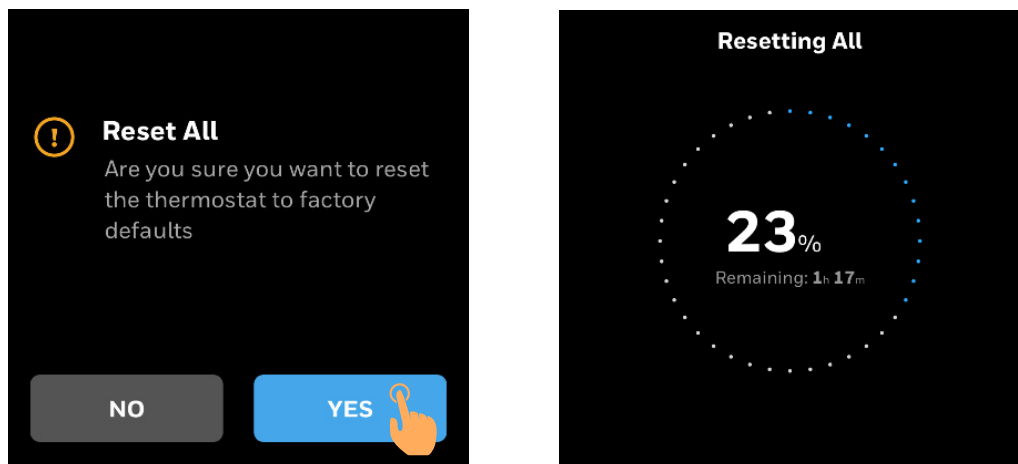 !
Reset All
Are you sure you want to reset
the thermostat to factory
defaults
NO
YES
Resetting All
23%
Remaining: 1h 17m